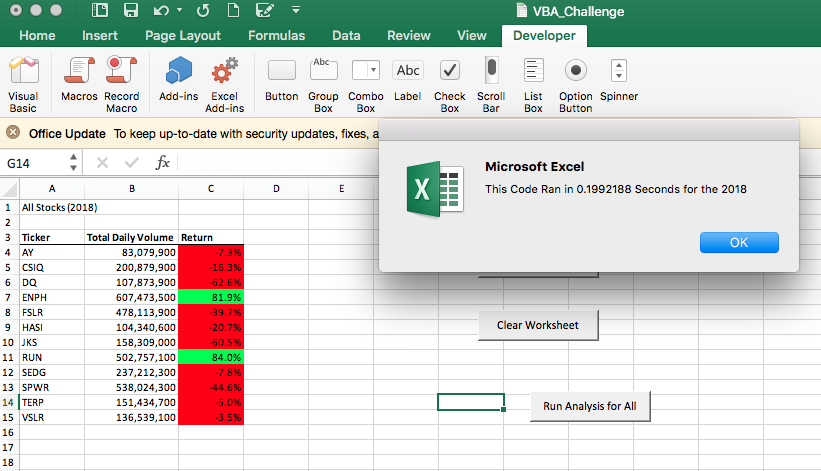 VBA_Challenge
Home Insert Page Layout Formulas Data Review View Developer
Visual Basic
Macros
Record Macro
Add-ins
Excel Add-ins
Button
Abc
Group Box
Combo Box
Abc
Label
Check Box
Scroll Bar
List Box
Option Button
Spinner
Office Update To keep up-to-date with security updates, fixes, a
G14 fx
Microsoft Excel
This Code Ran in 0.1992188 Seconds for the 2018
OK
A B C D E
1 All Stocks (2018)
2
3 Ticker Total Daily Volume Return
4 AY 83,079,900 -7.3%
5 CSIQ 200,879,900 -16.3%
6 DQ 107,873,900 -62.6%
7 ENPH 607,473,500 81.9%
8 FSLR 478,113,900 -39.7%
9 HASI 104,340,600 -20.7%
10 JKS 158,309,000 -60.5%
11 RUN 502,757,100 84.0%
12 SEDG 237,212,300 -7.8%
13 SPWR 538,024,300 -44.6%
14 TERP 151,434,700 -5.0%
15 VSLR 136,539,100 -3.5%
16
17
18
Clear Worksheet
Run Analysis for All